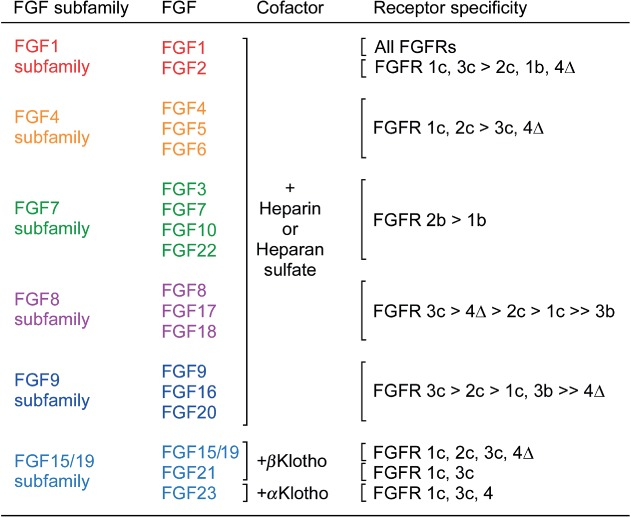 FGF subfamily FGF Cofactor Receptor specificity
FGF1 subfamily FGF1 All FGFRs
FGF2 FGFR 1c, 3c > 2c, 1b, 4Δ
FGF4 subfamily FGF4
FGF5 FGFR 1c, 2c > 3c, 4Δ
FGF6
FGF7 subfamily FGF3
FGF7
FGF10 FGFR 2b > 1b
FGF22
+
Heparin
or
Heparan
sulfate
FGF8 subfamily FGF8
FGF17 FGFR 3c > 4Δ > 2c > 1c >> 3b
FGF18
FGF9 subfamily FGF9
FGF16 FGFR 3c > 2c > 1c, 3b >> 4Δ
FGF20
FGF15/19 subfamily FGF15/19 +βKlotho FGFR 1c, 2c, 3c, 4Δ
FGF21 FGFR 1c, 3c
FGF23 +αKlotho FGFR 1c, 3c, 4